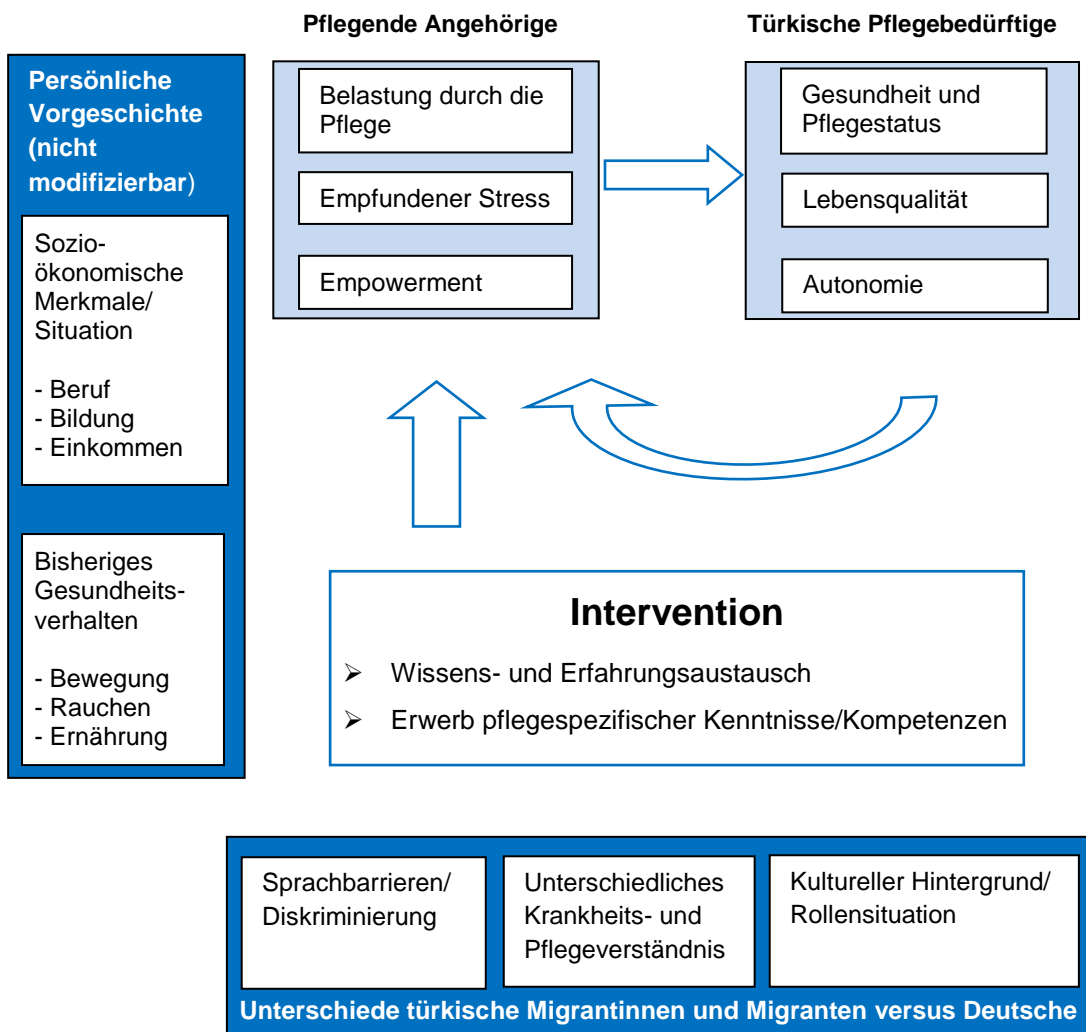 Pflegende Angehörige
Türkische Pflegebedürftige
Persönliche
Vorgeschichte
(nicht
modifizierbar)
Sozio-
ökonomische
Merkmale/
Situation
- Beruf
- Bildung
- Einkommen
Bisheriges
Gesundheits-
verhalten
- Bewegung
- Rauchen
- Ernährung
Belastung durch die
Pflege
Empfundener Stress
Empowerment
Gesundheit und
Pflegestatus
Lebensqualität
Autonomie
Intervention
➢ Wissens- und Erfahrungsaustausch
➢ Erwerb pflegespezifischer Kenntnisse/Kompetenzen
Sprachbarrieren/
Diskriminierung
Unterschiedliches
Krankheits- und
Pflegeverständnis
Kultureller Hintergrund/
Rollensituation
Unterschiede türkische Migrantinnen und Migranten versus Deutsche